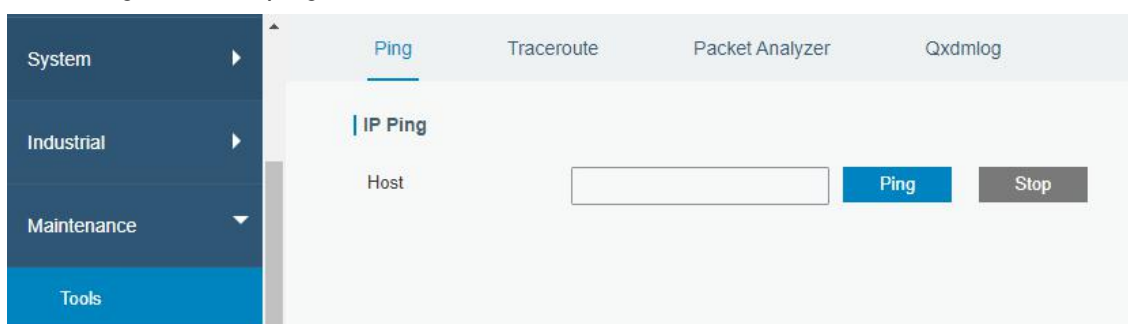 System
Industrial
Maintenance
Tools
Ping Traceroute Packet Analyzer Qxdmlog
IP Ping
Host Ping Stop